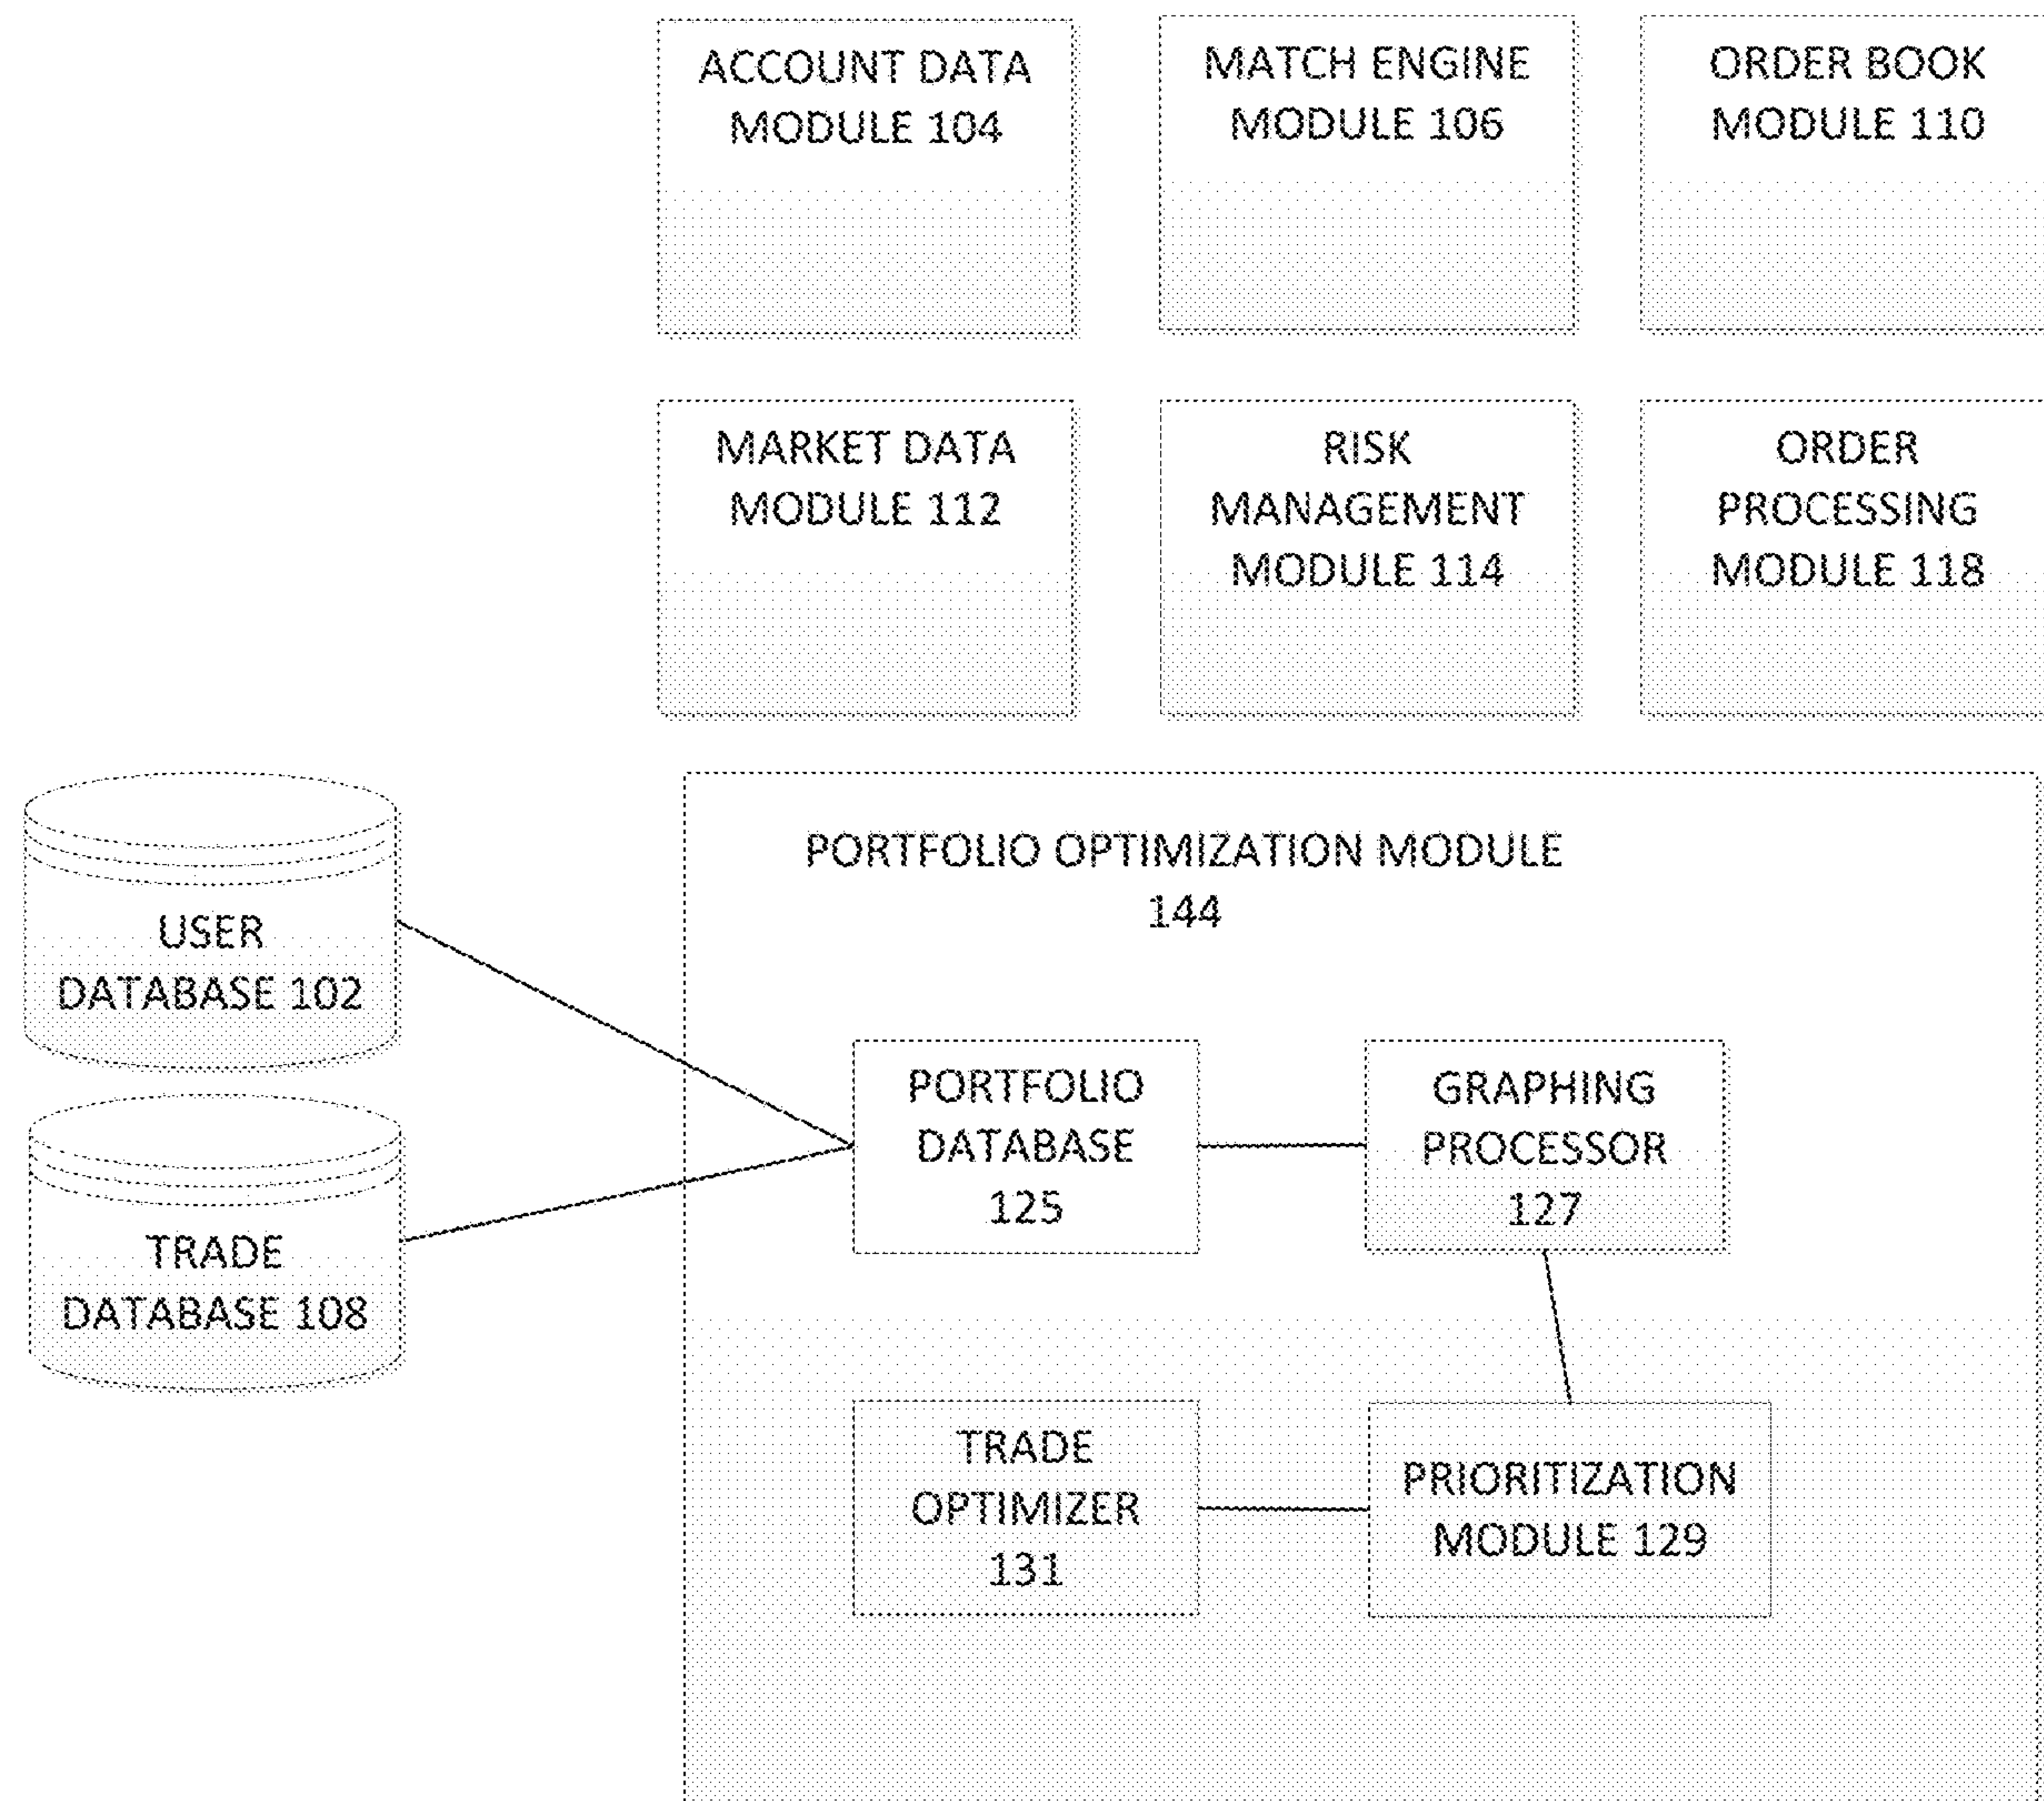 ACCOUNT DATA
MODULE 104
MATCH ENGINE
MODULE 106
ORDER BOOK
MODULE 110
MARKET DATA
MODULE 112
RISK
MANAGEMENT
MODULE 114
ORDER
PROCESSING
MODULE 118
USER
DATABASE 102
TRADE
DATABASE 108
PORTFOLIO OPTIMIZATION MODULE
144
PORTFOLIO
DATABASE
125
GRAPHING
PROCESSOR
127
TRADE
OPTIMIZER
131
PRIORITIZATION
MODULE 129